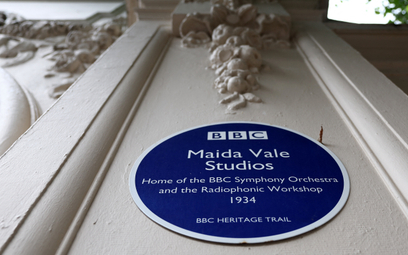 BBC
Maida Vale
Studios
Home of the BBC Symphony Orchestra
and the Radiophonic Workshop
1934
BBC HERITAGE TRAIL